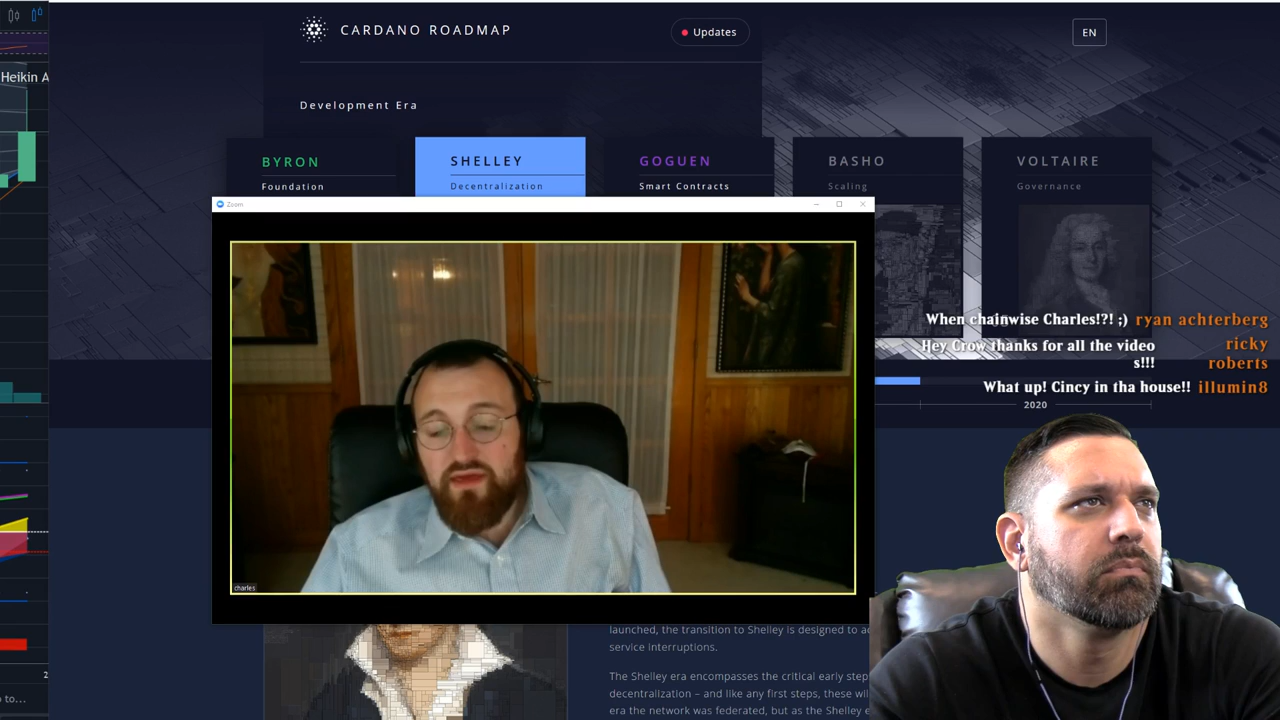 CARDANO ROADMAP
Updates
EN
Heikin A
Development Era
BYRON
Foundation
SHELLEY
Decentralization
GOGUEN
Smart Contracts
BASHO
Scaling
VOLTAIRE
Governance
Zoom
When chainwise Charles!?! ;) ryan achterberg
Hey Crow thanks for all the video ricky
s!!! roberts
What up! Cincy in tha house!! illumin8
2020
charles
launched, the transition to Shelley is designed to
service interruptions.
The Shelley era encompasses the critical early step
decentralization – and like any first steps, these
era the network was federated, but as the Shelley
2
to...